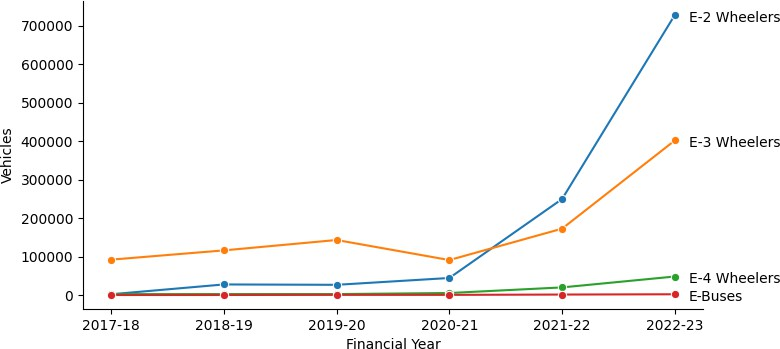 700000
600000
500000
400000
300000
200000
100000
0
Vehicles
E-2 Wheelers
E-3 Wheelers
E-4 Wheelers
E-Buses
2017-18 2018-19 2019-20 2020-21 2021-22 2022-23
Financial Year